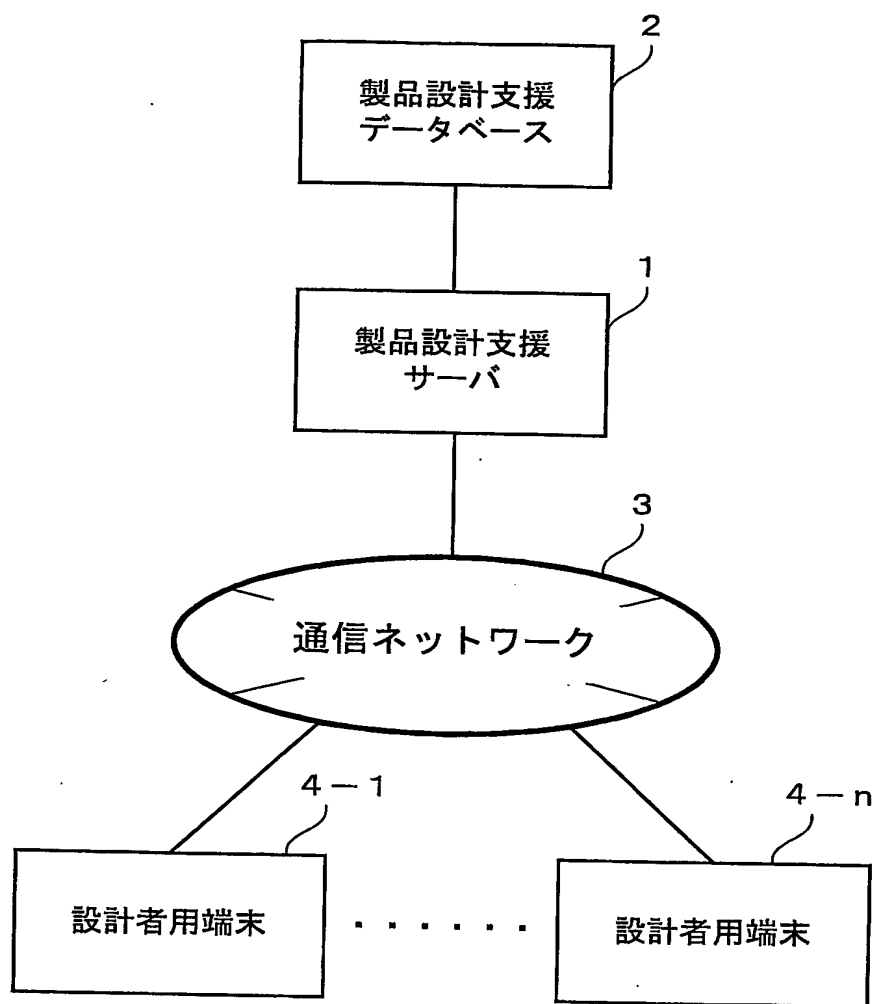 2
製品設計支援
データベース
1
製品設計支援
サーバ
3
通信ネットワーク
4-1
4-n
設計者用端末
・・・・・・
設計者用端末